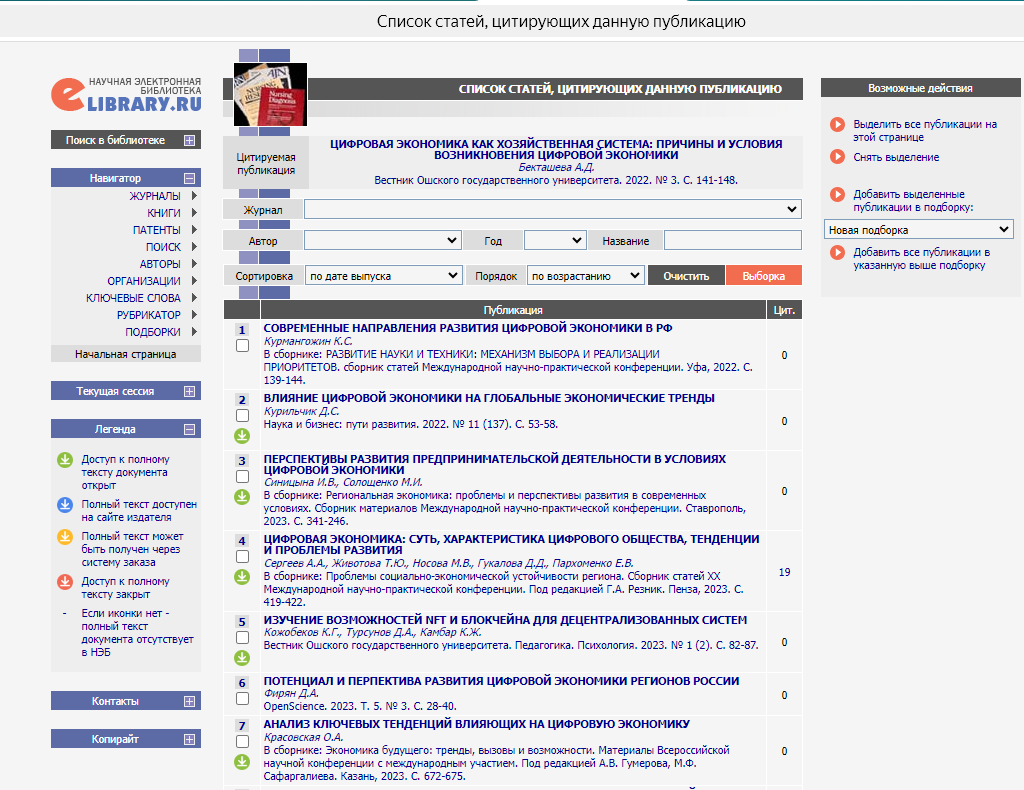 Список статей, цитирующих данную публикацию
НАУЧНАЯ ЭЛЕКТРОННАЯ
БИБЛИОТЕКА
eLIBRARY.RU
Поиск в библиотеке
Навигатор
ЖУРНАЛЫ
КНИГИ
ПАТЕНТЫ
ПОИСК
АВТОРЫ
ОРГАНИЗАЦИИ
КЛЮЧЕВЫЕ СЛОВА
РУБРИКАТОР
ПОДБОРКИ
Начальная страница
Текущая сессия
Легенда
Доступ к полному
тексту документа
открыт
Полный текст доступен
на сайте издателя
Полный текст может
быть получен через
систему заказа
Доступ к полному
тексту закрыт
- Если иконки нет -
полный текст
документа отсутствует
в НЭБ
Контакты
Копирайт
Nursing
Diagnosis
СПИСОК СТАТЕЙ, ЦИТИРУЮЩИХ ДАННУЮ ПУБЛИКАЦИЮ
Цитируемая
публикация
ЦИФРОВАЯ ЭКОНОМИКА КАК ХОЗЯЙСТВЕННАЯ СИСТЕМА: ПРИЧИНЫ И УСЛОВИЯ
ВОЗНИКНОВЕНИЯ ЦИФРОВОЙ ЭКОНОМИКИ
Бекташева А.Д.
Вестник Ошского государственного университета. 2022. № 3. С. 141-148.
Журнал
Автор Год Название
Сортировка по дате выпуска Порядок по возрастанию Очистить Выборка
Публикация Цит.
1 СОВРЕМЕННЫЕ НАПРАВЛЕНИЯ РАЗВИТИЯ ЦИФРОВОЙ ЭКОНОМИКИ В РФ
Курмангожин К.С.
В сборнике: РАЗВИТИЕ НАУКИ И ТЕХНИКИ: МЕХАНИЗМ ВЫБОРА И РЕАЛИЗАЦИИ
ПРИОРИТЕТОВ. сборник статей Международной научно-практической конференции. Уфа, 2022. С.
139-144.
0
2 ВЛИЯНИЕ ЦИФРОВОЙ ЭКОНОМИКИ НА ГЛОБАЛЬНЫЕ ЭКОНОМИЧЕСКИЕ ТРЕНДЫ
Курильчик Д.С.
Наука и бизнес: пути развития. 2022. № 11 (137). С. 53-58.
0
3 ПЕРСПЕКТИВЫ РАЗВИТИЯ ПРЕДПРИНИМАТЕЛЬСКОЙ ДЕЯТЕЛЬНОСТИ В УСЛОВИЯХ
ЦИФРОВОЙ ЭКОНОМИКИ
Синицына И.В., Солощенко М.И.
В сборнике: Региональная экономика: проблемы и перспективы развития в современных
условиях. Сборник материалов Международной научно-практической конференции. Ставрополь,
2023. С. 341-246.
0
4 ЦИФРОВАЯ ЭКОНОМИКА: СУТЬ, ХАРАКТЕРИСТИКА ЦИФРОВОГО ОБЩЕСТВА, ТЕНДЕНЦИИ
И ПРОБЛЕМЫ РАЗВИТИЯ
Сергеев А.А., Животова Т.Ю., Носова М.В., Гукалова Д.Д., Пархоменко Е.В.
В сборнике: Проблемы социально-экономической устойчивости региона. Сборник статей XX
Международной научно-практической конференции. Под редакцией Г.А. Резник. Пенза, 2023. С.
419-422.
19
5 ИЗУЧЕНИЕ ВОЗМОЖНОСТЕЙ NFT И БЛОКЧЕЙНА ДЛЯ ДЕЦЕНТРАЛИЗОВАННЫХ СИСТЕМ
Кожобеков К.Г., Турсунов Д.А., Камбар К.Ж.
Вестник Ошского государственного университета. Педагогика. Психология. 2023. № 1 (2). С. 82-87.
0
6 ПОТЕНЦИАЛ И ПЕРПЕКТИВА РАЗВИТИЯ ЦИФРОВОЙ ЭКОНОМИКИ РЕГИОНОВ РОССИИ
Фирян Д.А.
OpenScience. 2023. Т. 5. № 3. С. 28-40.
0
7 АНАЛИЗ КЛЮЧЕВЫХ ТЕНДЕНЦИЙ ВЛИЯЮЩИХ НА ЦИФРОВУЮ ЭКОНОМИКУ
Красовская О.А.
В сборнике: Экономика будущего: тренды, вызовы и возможности. Материалы Всероссийской
научной конференции с международным участием. Под редакцией А.В. Гумерова, М.Ф.
Сафаргалиева. Казань, 2023. С. 672-675.
0
Возможные действия
Выделить все публикации на
этой странице
Снять выделение
Добавить выделенные
публикации в подборку:
Новая подборка
Добавить все публикации в
указанную выше подборку